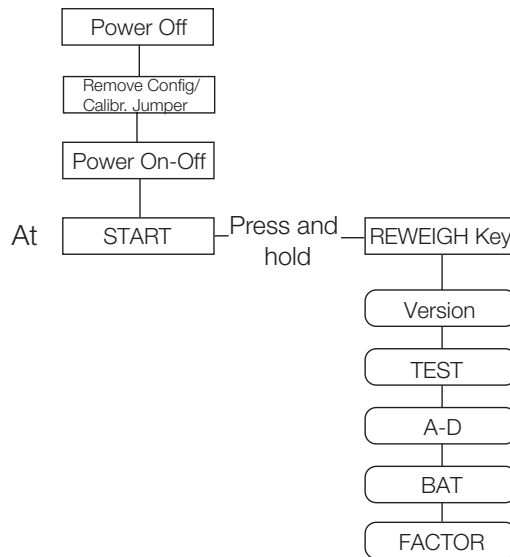 Power Off
Remove Config/
Calibr. Jumper
Power On-Off
At
START
Press and
hold
REWEIGH Key
Version
TEST
A-D
BAT
FACTOR